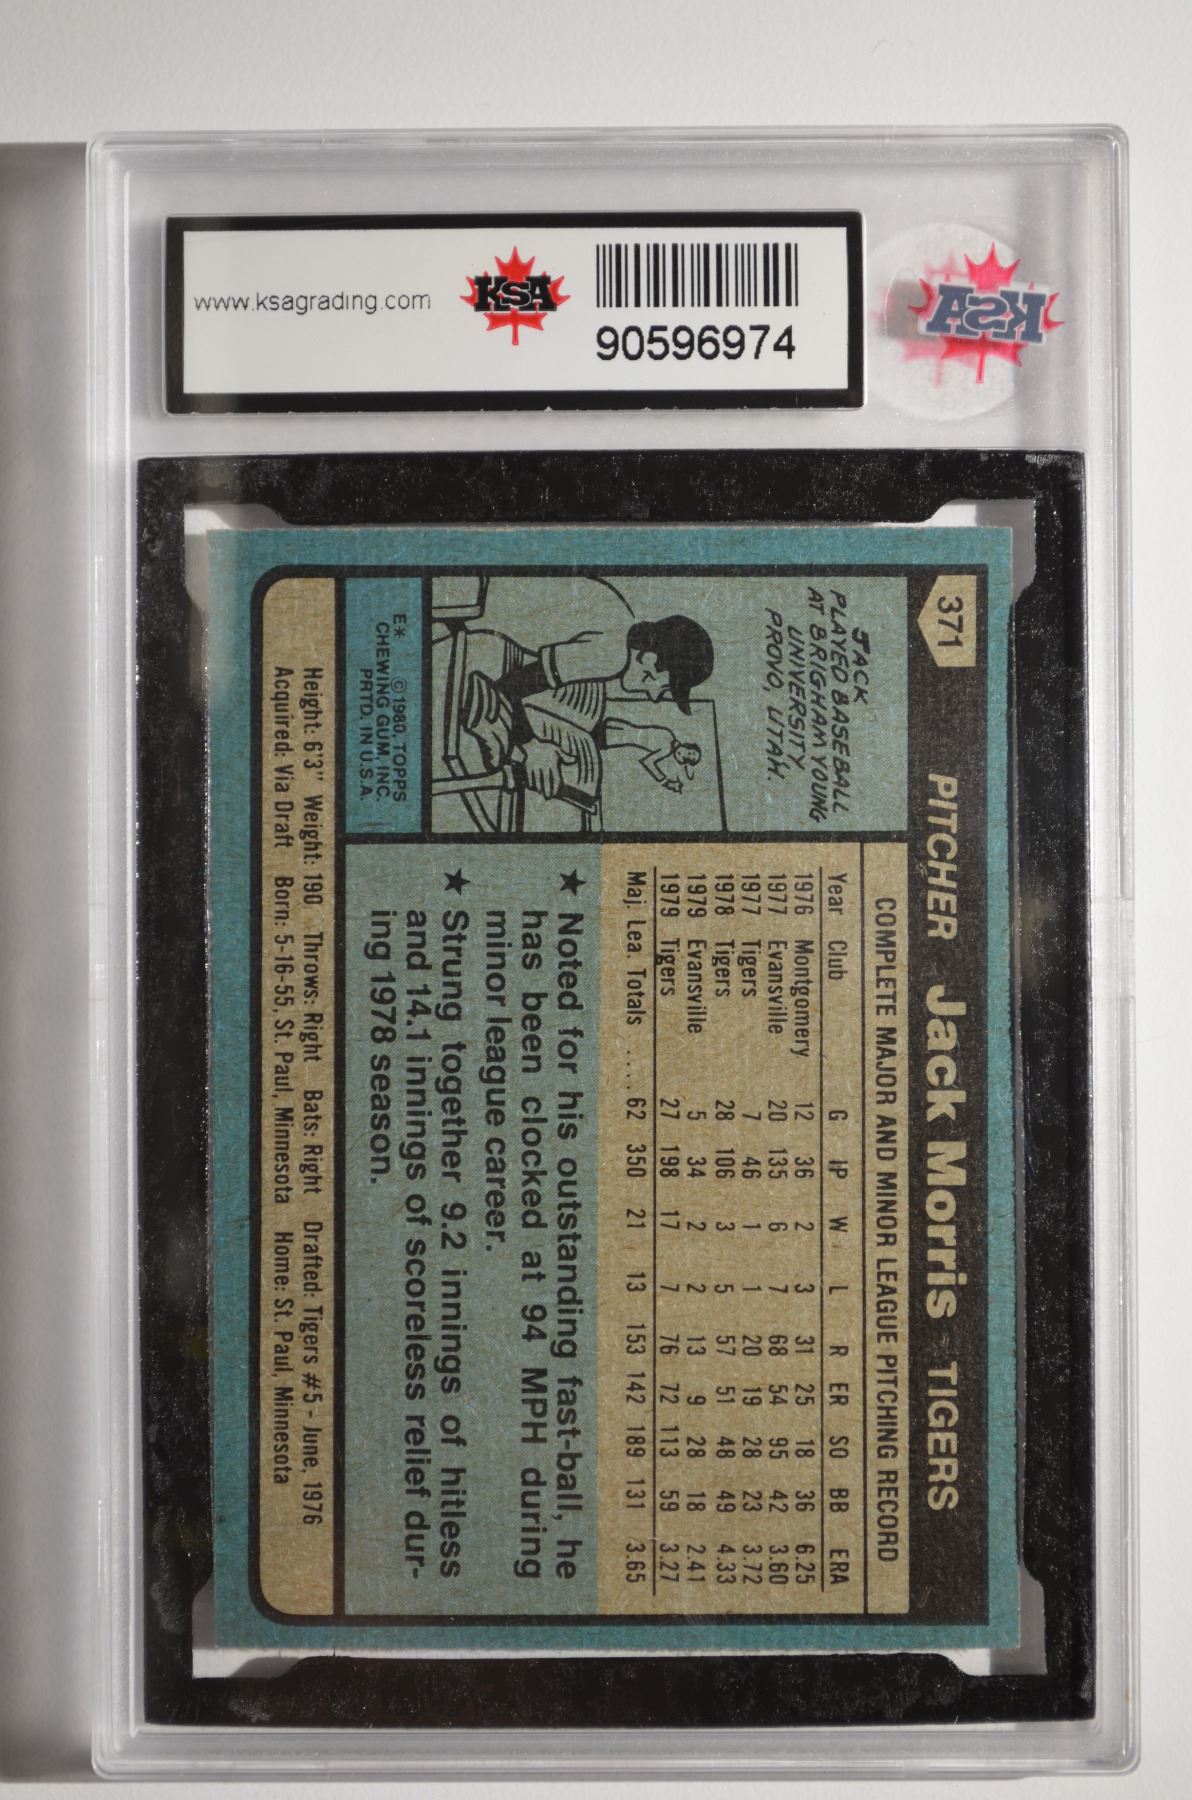 www.ksagrading.com
KSA
90596974
KSA
371 PITCHER Jack Morris TIGERS
JACK
PLAYED BASEBALL
AT BRIGHAM YOUNG
UNIVERSITY,
PROVO, UTAH.
E* ©1980 TOPPS
CHEWING GUM, INC.
PRTD. IN U.S.A.
COMPLETE MAJOR AND MINOR LEAGUE PITCHING RECORD
Year Club G IP W L R ER SO BB ERA
1976 Montgomery 12 36 2 3 31 25 18 36 6.25
1977 Evansville 20 135 6 7 68 54 95 42 3.60
1977 Tigers 7 46 1 1 20 19 28 23 3.72
1978 Tigers 28 106 3 5 57 51 48 49 4.33
1979 Evansville 5 34 2 2 13 9 28 18 2.41
1979 Tigers 27 198 17 7 76 72 113 59 3.27
Maj. Lea. Totals .... 62 350 21 13 153 142 189 131 3.65
★ Noted for his outstanding fast-ball, he
has been clocked at 94 MPH during
minor league career.
★ Strung together 9.2 innings of hitless
and 14.1 innings of scoreless relief dur-
ing 1978 season.
Height: 6'3" Weight: 190 Throws: Right Bats: Right Drafted: Tigers #5 - June, 1976
Acquired: Via Draft Born: 5-16-55, St. Paul, Minnesota Home: St. Paul, Minnesota